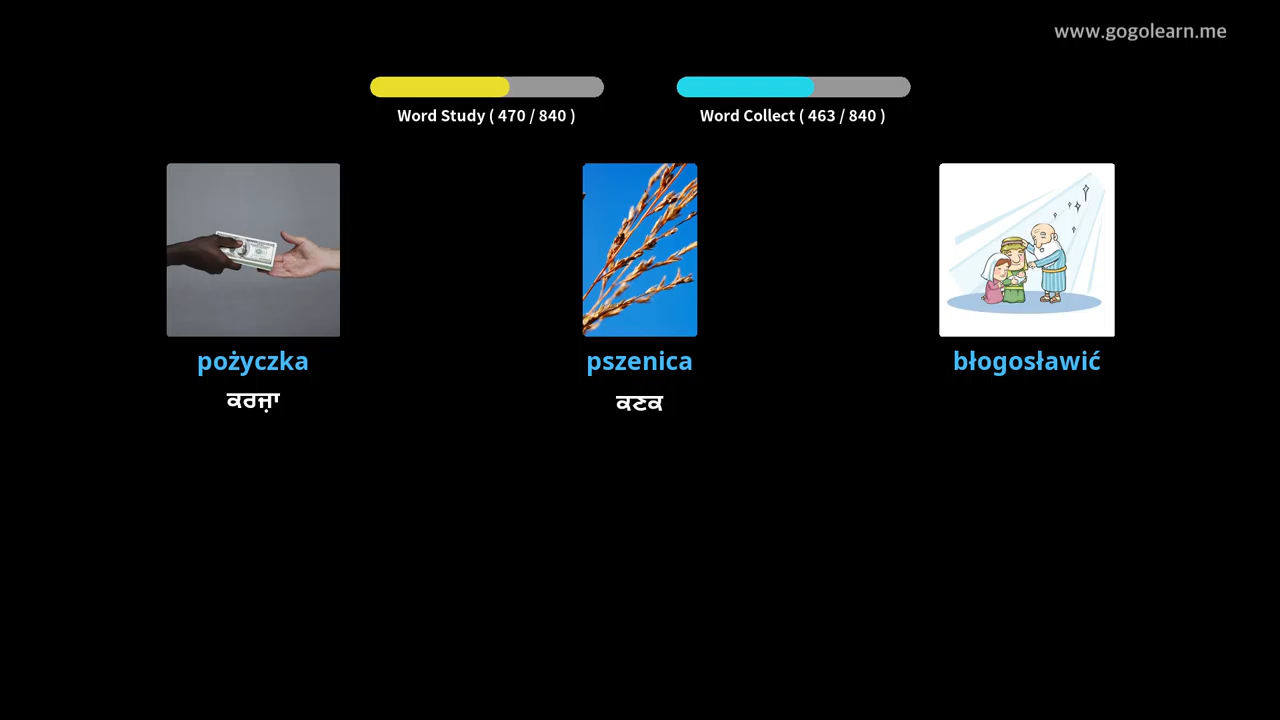 www.gogolearn.me
Word Study ( 470 / 840 )
Word Collect ( 463 / 840 )
pożyczka
pszenica
błogosławić
ਕਰਜ਼ਾ
ਕਣਕ